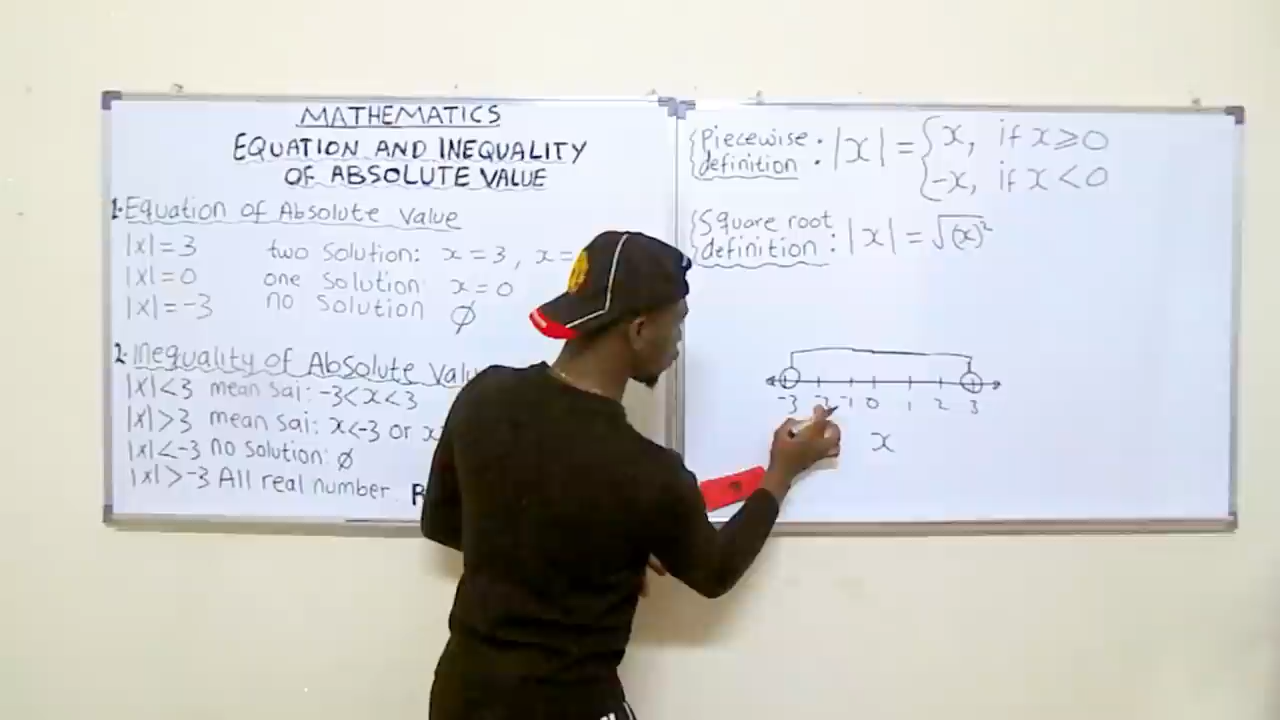 MATHEMATICS
EQUATION AND INEQUALITY
OF ABSOLUTE VALUE
1. Equation of Absolute Value
|x|=3 two solution: x=3, x=
|x|=0 one solution x=0
|x|=-3 no solution ∅
2. Inequality of Absolute Valu
|x|<3 mean sai: -3<x<3
|x|>3 mean sai: x<-3 or x
|x|<-3 no solution: ∅
|x|>-3 All real number
Piecewise definition: |x| = { x, if x⩾0
-x, if x<0
Square root definition: |x| = √(x)²
-3 -2 -1 0 1 2 3
x